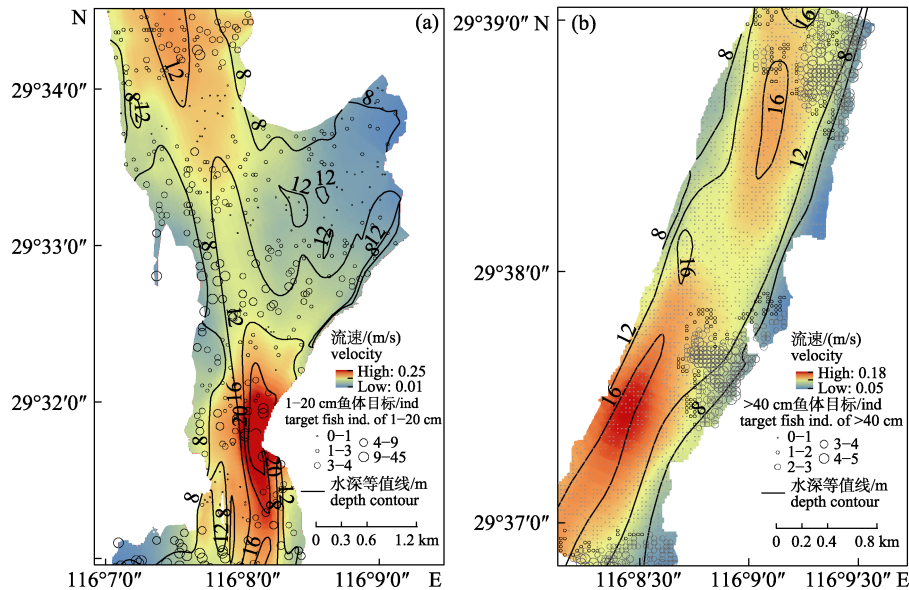 N
(a)
29°34′0″
29°33′0″
29°32′0″
12
8
8
12
8
8
12
12
12
8
12
8
12
16
20
8
8
12
8
16
20
12
8
流速/(m/s)
velocity
High: 0.25
Low: 0.01
1−20 cm鱼体目标/ind
target fish ind. of 1−20 cm
0−1
1−3
3−4
4−9
9−45
水深等值线/m
depth contour
0 0.3 0.6 1.2 km
116°7′0″ 116°8′0″ 116°9′0″ E
(b)
29°39′0″ N
29°38′0″
29°37′0″
16
8
8
16
12
8
16
12
16
8
流速/(m/s)
velocity
High: 0.18
Low: 0.05
>40 cm鱼体目标/ind
target fish ind. of >40 cm
0−1
1−2
2−3
3−4
4−5
水深等值线/m
depth contour
0 0.2 0.4 0.8 km
116°8′30″ 116°9′0″ 116°9′30″ E